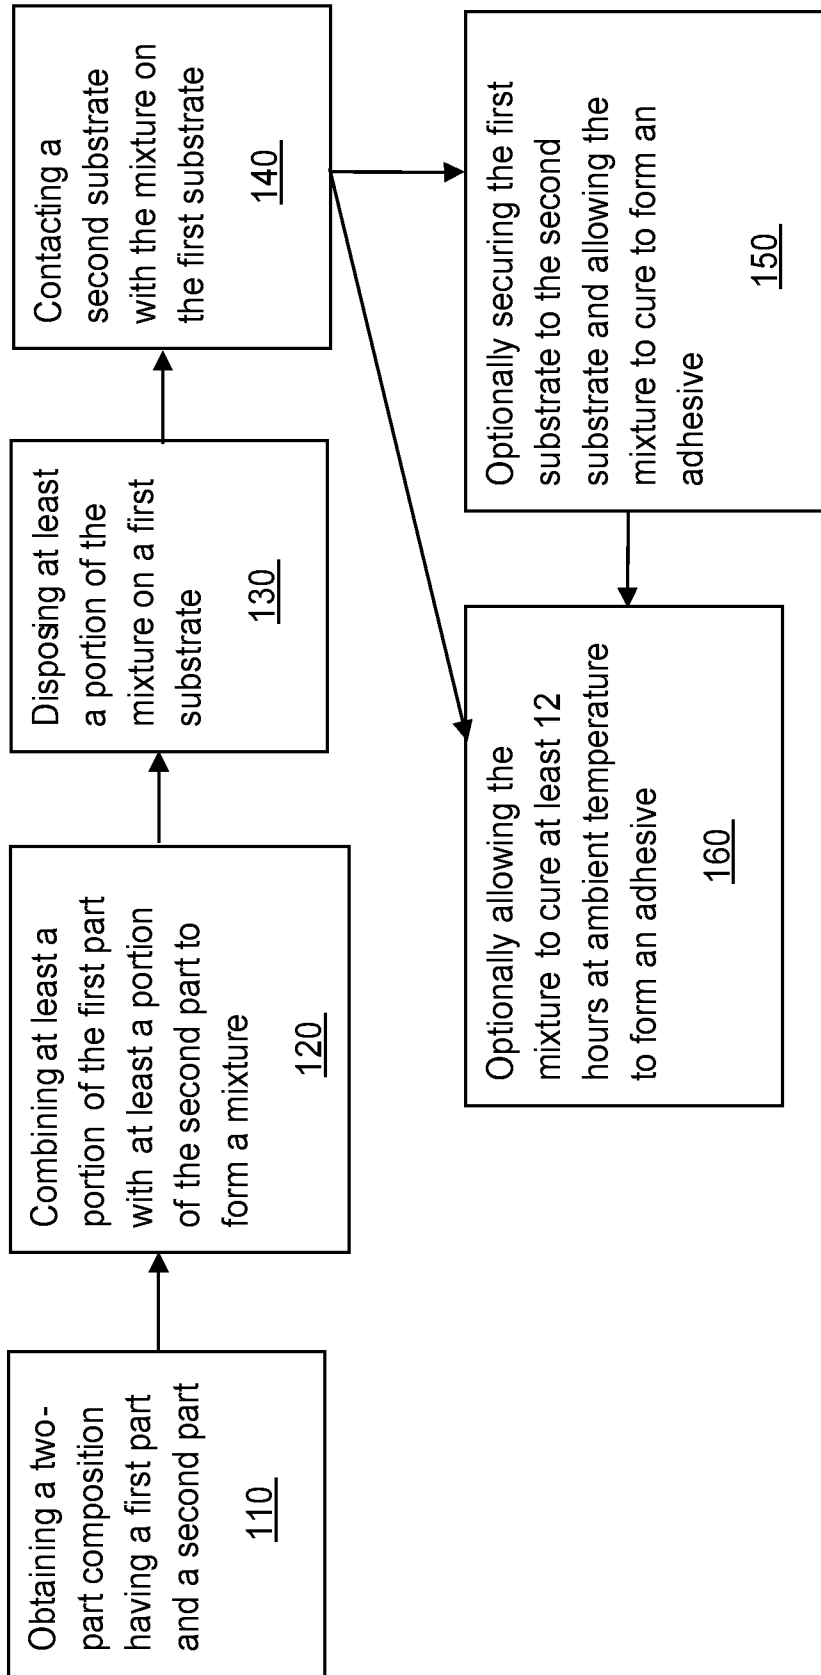 Obtaining a two-
part composition
having a first part
and a second part
110
Combining at least a
portion of the first part
with at least a portion
of the second part to
form a mixture
120
Disposing at least
a portion of the
mixture on a first
substrate
130
Contacting a
second substrate
with the mixture on
the first substrate
140
Optionally securing the first
substrate to the second
substrate and allowing the
mixture to cure to form an
adhesive
150
Optionally allowing the
mixture to cure at least 12
hours at ambient temperature
to form an adhesive
160